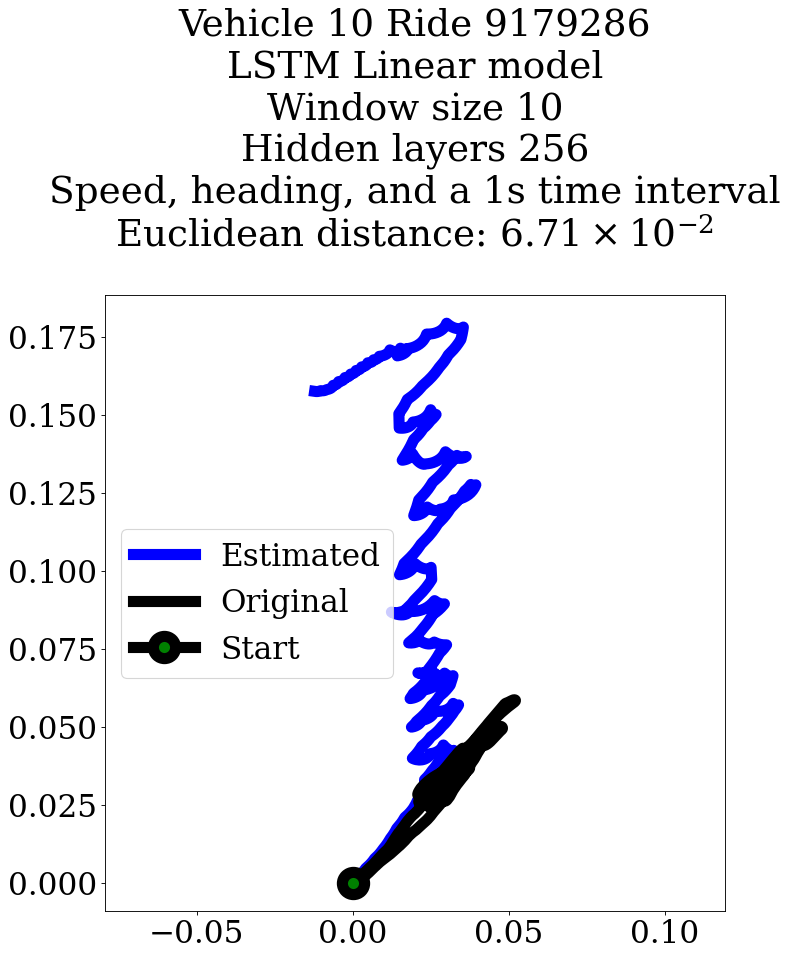 Vehicle 10 Ride 9179286
LSTM Linear model
Window size 10
Hidden layers 256
Speed, heading, and a 1s time interval
Euclidean distance: 6.71 × 10⁻²
0.175
0.150
0.125
0.100
0.075
0.050
0.025
0.000
Estimated
Original
Start
−0.05
0.00
0.05
0.10